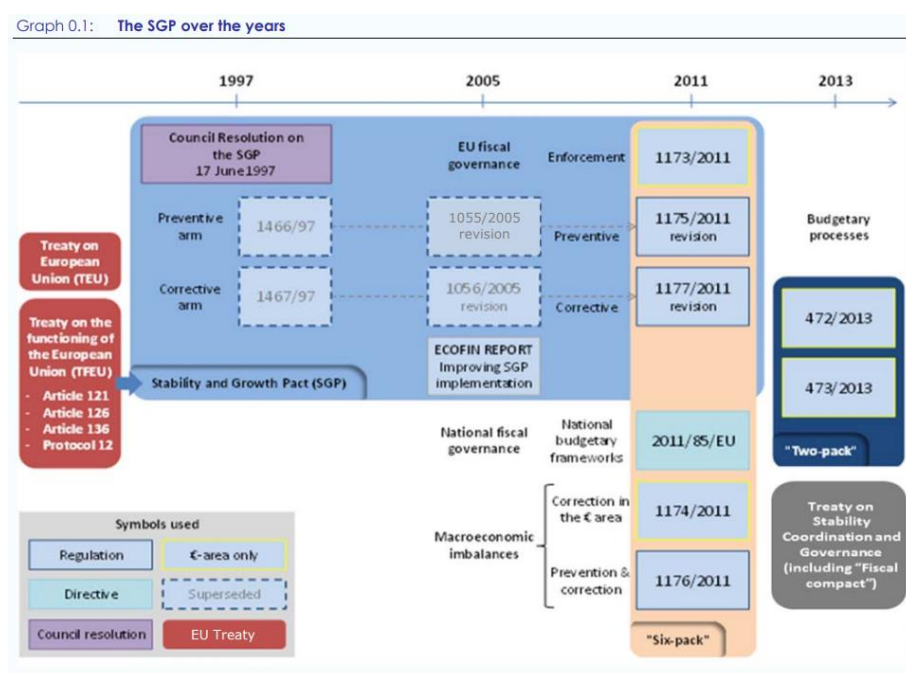 Graph 0.1: The SGP over the years
1997
2005
2011
2013
Council Resolution on
the SGP
17 June1997
EU fiscal
governance
Enforcement
1173/2011
Preventive
arm
1466/97
1055/2005
revision
Preventive
1175/2011
revision
Budgetary
processes
Treaty on
European
Union (TEU)
Corrective
arm
1467/97
1056/2005
revision
Corrective
1177/2011
revision
472/2013
Treaty on the
functioning of
the European
Union (TFEU)
- Article 121
- Article 126
- Article 136
- Protocol 12
Stability and Growth Pact (SGP)
ECOFIN REPORT
Improving SGP
implementation
473/2013
"Two-pack"
National fiscal
governance
National
budgetary
frameworks
2011/85/EU
Macroeconomic
imbalances
Correction in
the € area
1174/2011
Prevention &
correction
1176/2011
"Six-pack"
Treaty on
Stability
Coordination and
Governance
(including "Fiscal
compact")
Symbols used
Regulation
€-area only
Directive
Superseded
Council resolution
EU Treaty